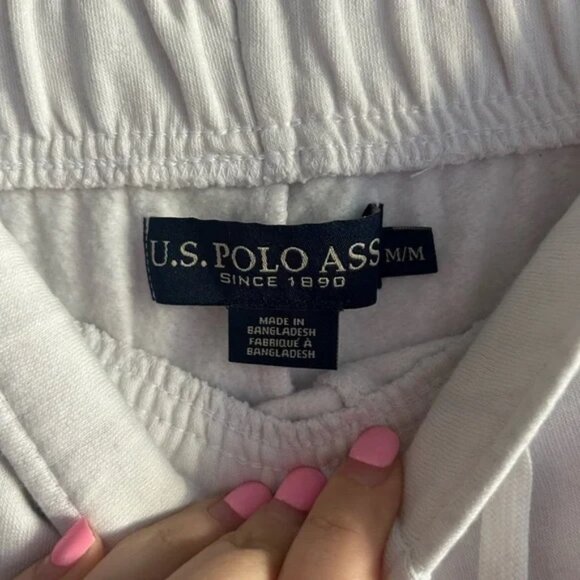 U.S. POLO ASS
M/M
SINCE 1890
MADE IN
BANGLADESH
FABRIQUÉ À
BANGLADESH